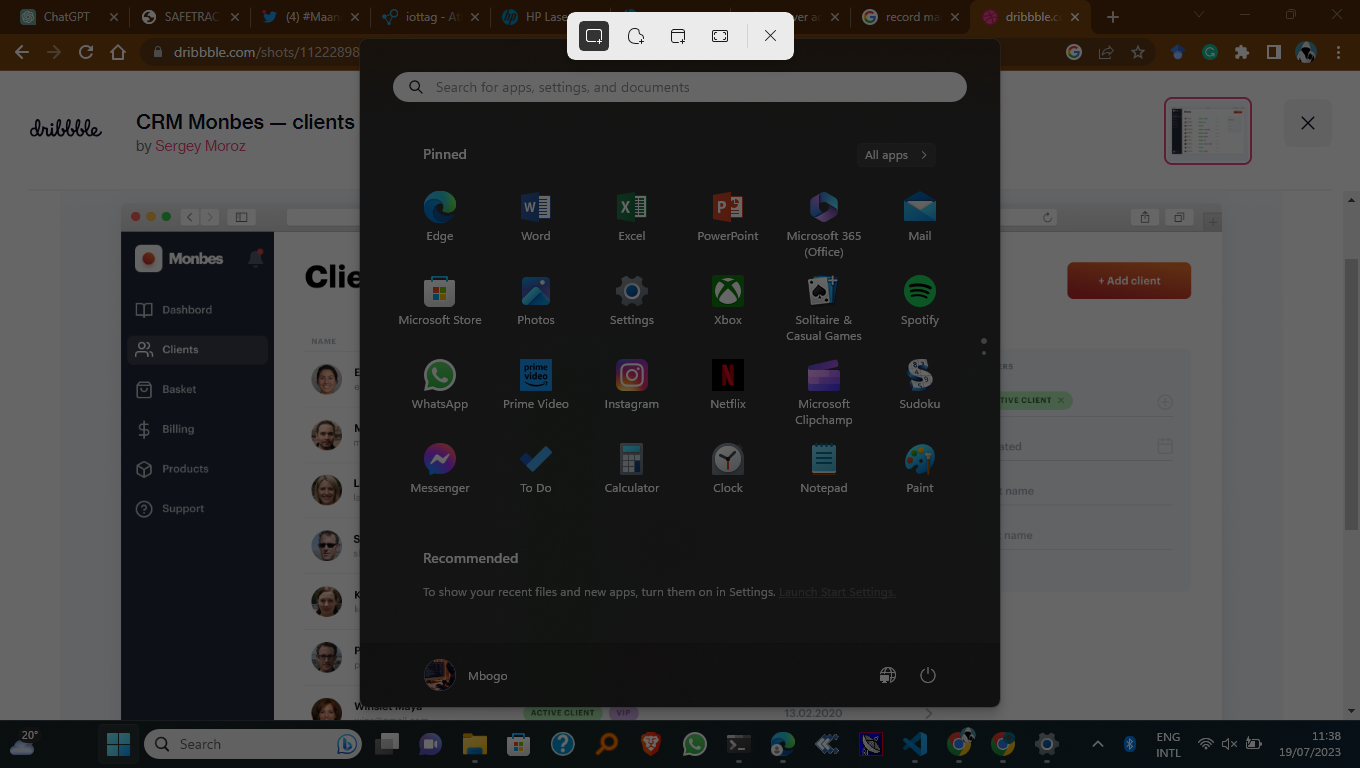 ChatGPT
SAFETRAC
(4) #Maan
iottag - At
HP Lase
ver ac
record ma
dribbble.c
dribbble.com/shots/11222898
Search for apps, settings, and documents
dribbble
CRM Monbes — clients
by Sergey Moroz
Pinned
All apps
Edge
Word
Excel
PowerPoint
Microsoft 365
(Office)
Mail
Microsoft Store
Photos
Settings
Xbox
Solitaire &
Casual Games
Spotify
WhatsApp
Prime Video
Instagram
Netflix
Microsoft
Clipchamp
Sudoku
Messenger
To Do
Calculator
Clock
Notepad
Paint
Recommended
To show your recent files and new apps, turn them on in Settings. Launch Start Settings.
Mbogo
Monbes
Dashbord
Clients
Basket
Billing
Products
Support
Clie
NAME
+ Add client
TIVE CLIENT
name
name
Winslet Maya
ACTIVE CLIENT
VIP
13.02.2020
20°
Search
ENG
INTL
11:38
19/07/2023